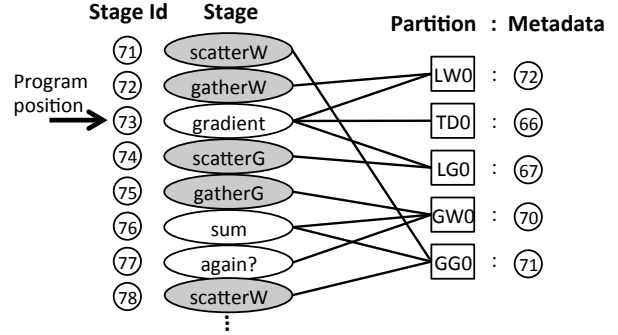 Stage Id Stage Partition : Metadata
71 scatterW
72 gatherW LW0 : 72
Program position
73 gradient TD0 : 66
74 scatterG LG0 : 67
75 gatherG GW0 : 70
76 sum
77 again? GG0 : 71
78 scatterW